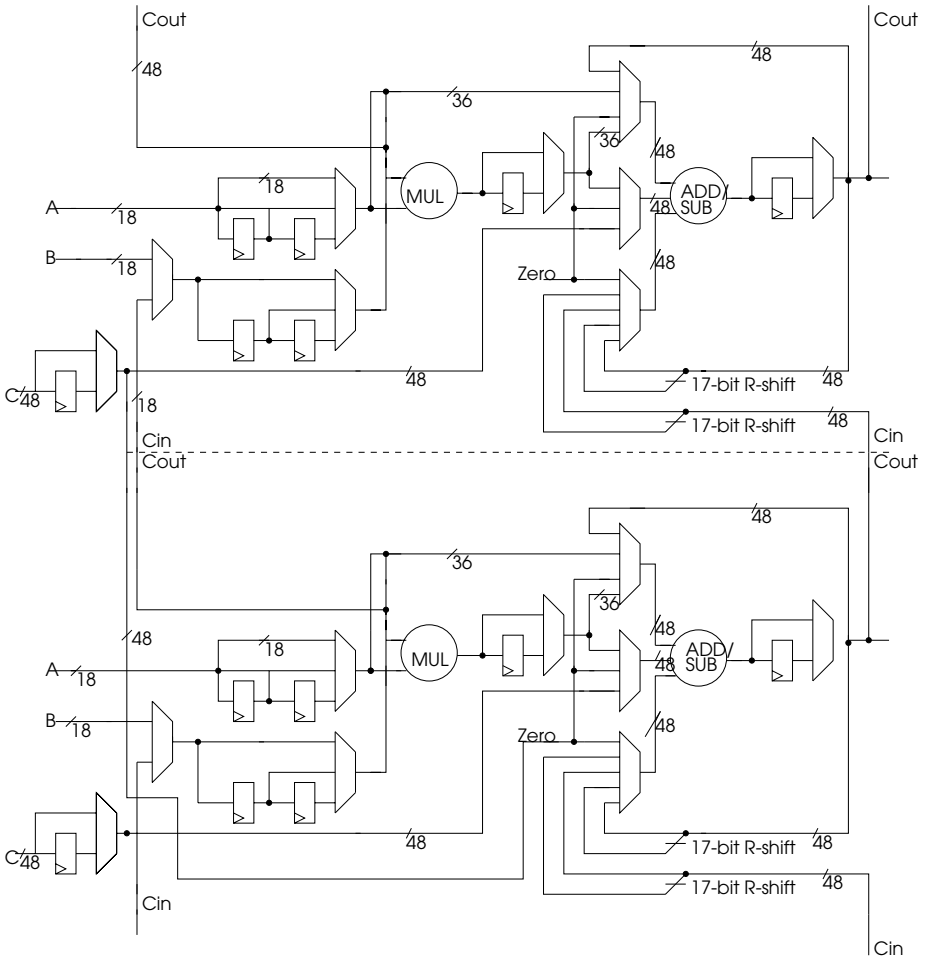 Cout
Cout
48
48
36
36
48
18
MUL
ADD/
SUB
48
A
18
B
18
48
Zero
C
48
48
48
17-bit R-shift
18
48
17-bit R-shift
Cin
Cin
Cout
Cout
48
36
36
48
48
18
MUL
ADD/
SUB
48
A
18
B
18
48
Zero
C
48
48
48
17-bit R-shift
48
17-bit R-shift
Cin
Cin